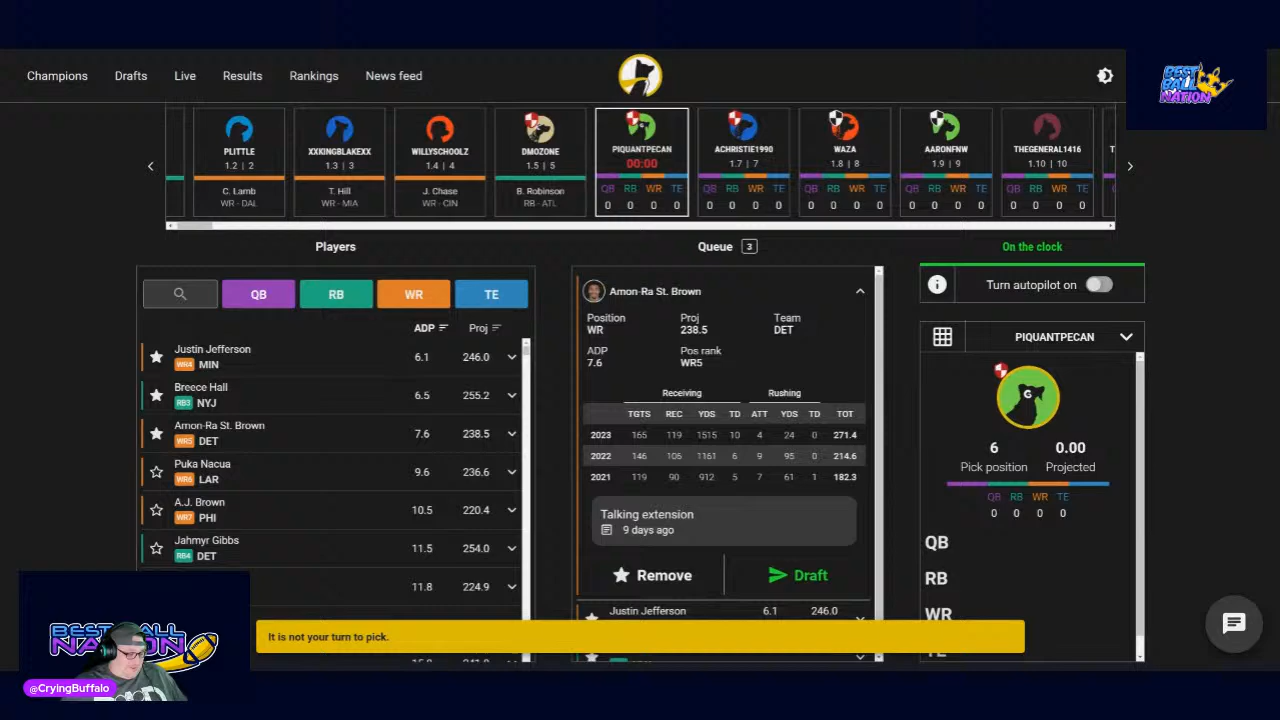 Champions
Drafts
Live
Results
Rankings
News feed
BEST
BALL
NATION
PLITTLE
1.2 | 2
C. Lamb
WR - DAL
XXKINGBLAKEXX
1.3 | 3
T. Hill
WR - MIA
WILLYSCHOOLZ
1.4 | 4
J. Chase
WR - CIN
DMOZONE
1.5 | 5
B. Robinson
RB - ATL
PIQUANTPECAN
00:00
QB RB WR TE
0 0 0 0
ACHRISTIE1990
1.7 | 7
QB RB WR TE
0 0 0 0
WAZA
1.8 | 8
QB RB WR TE
0 0 0 0
AARONFNW
1.9 | 9
QB RB WR TE
0 0 0 0
THEGENERAL1416
1.10 | 10
QB RB WR TE
0 0 0 0
Players
QB RB WR TE
ADP Proj
Justin Jefferson
WR4 MIN 6.1 246.0
Breece Hall
RB3 NYJ 6.5 255.2
Amon-Ra St. Brown
WR5 DET 7.6 238.5
Puka Nacua
WR6 LAR 9.6 236.6
A.J. Brown
WR7 PHI 10.5 220.4
Jahmyr Gibbs
RB4 DET 11.5 254.0
11.8 224.9
Queue 3
Amon-Ra St. Brown
Position Proj Team
WR 238.5 DET
ADP Pos rank
7.6 WR5
Receiving Rushing
TGTS REC YDS TD ATT YDS TD TOT
2023 165 119 1515 10 4 24 0 271.4
2022 146 106 1161 6 9 95 0 214.6
2021 119 90 912 5 7 61 1 182.3
Talking extension
9 days ago
Remove
Draft
Justin Jefferson 6.1 246.0
On the clock
Turn autopilot on
PIQUANTPECAN
G
6 0.00
Pick position Projected
QB RB WR TE
0 0 0 0
QB
RB
WR
It is not your turn to pick.
BEST BALL
NATION
@CryingBuffalo